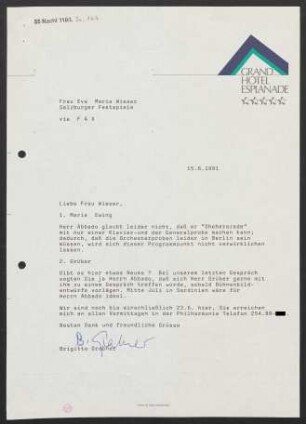 GRAND
HOTEL
ESPLANADE
Frau Eva Maria Wieser
Salzburger Festspiele
via F A X
15.6.1991
Liebe Frau Wieser,
1. Maria Ewing
Herr Abbado glaubt leider nicht, daß er "Sheherazade"
mit nur einer Klavier-und der Generalprobe machen kann;
dadurch, daß die Orchesterproben leider in Berlin sein
müssen, wird sich dieser Programmpunkt nicht verwirklichen
lassen.
2. Grüber
Gibt es hier etwas Neues ? Bei unserem letzten Gespräch
sagten Sie ja Herrn Abbado, daß sich Herr Grüber gerne mit
ihm zu einem Gespräch treffen würde, sobald Bühnenbild-
entwürfe vorlägen. Mitte Juli in Sardinien wäre für
Herrn Abbado ideal.
Wir sind noch bis einschließlich 23.6. hier, Sie erreichen
mich an allen Vormittagen in der Philharmonie Telefon 254.88-
Besten Dank und freundliche Grüsse
Brigitte Grabner